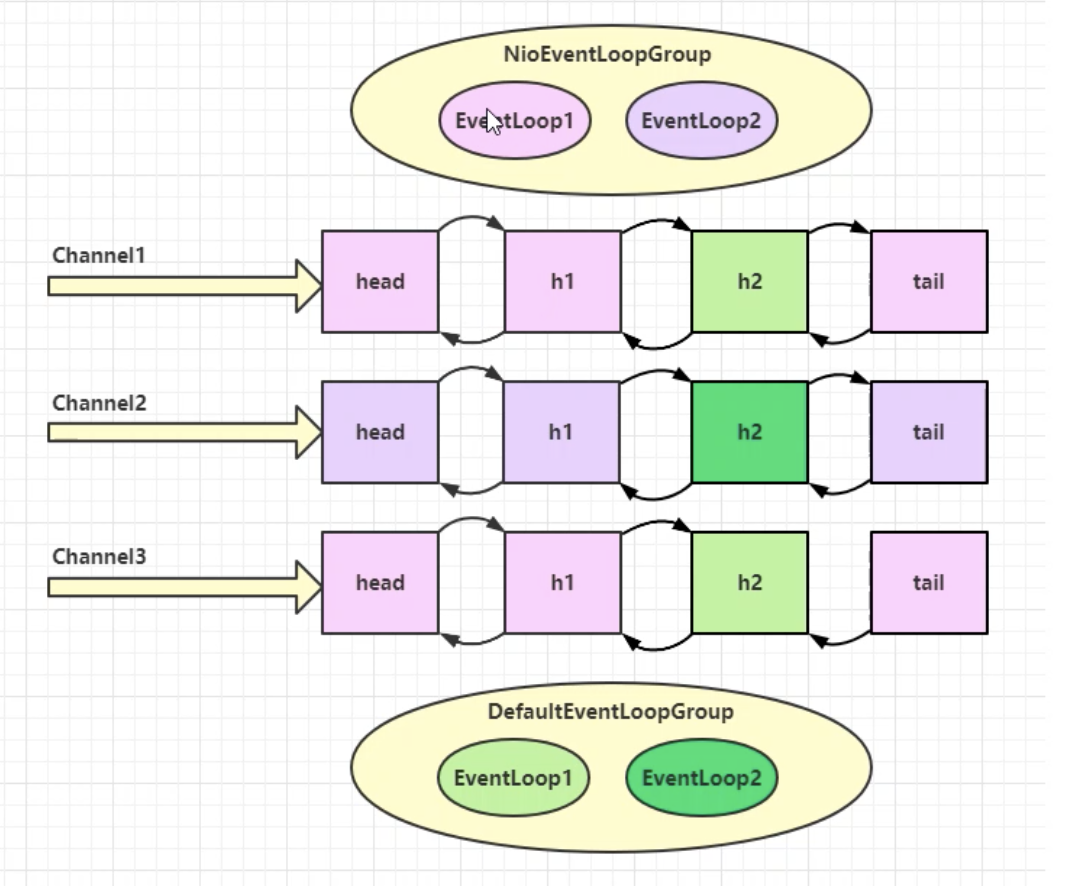 NioEventLoopGroup
EventLoop1 EventLoop2
Channel1
head h1 h2 tail
Channel2
head h1 h2 tail
Channel3
head h1 h2 tail
DefaultEventLoopGroup
EventLoop1 EventLoop2